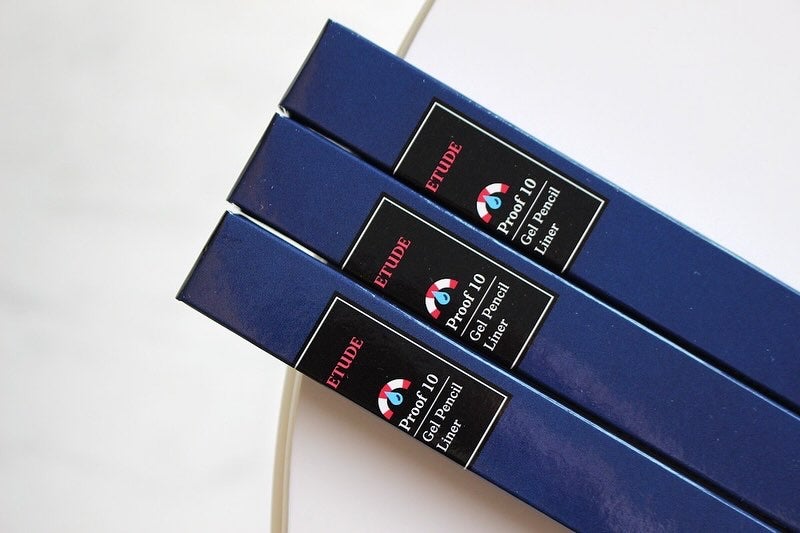 ETUDE
Proof 10
Gel Pencil
Liner
ETUDE
Proof 10
Gel Pencil
Liner
ETUDE
Proof 10
Gel Pencil
Liner